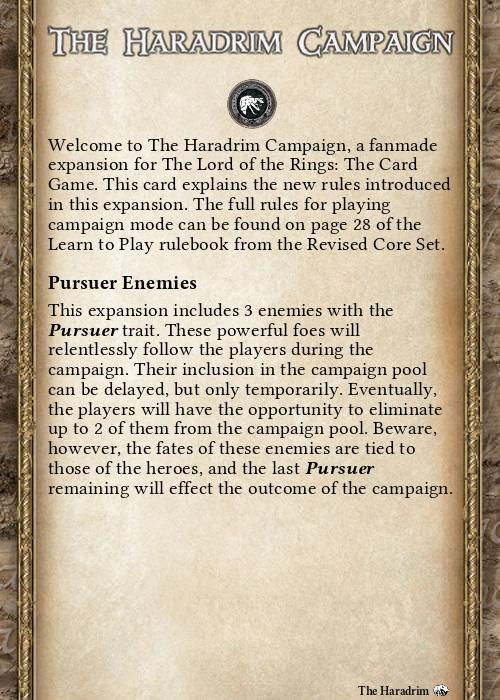 The Haradrim Campaign
Welcome to The Haradrim Campaign, a fanmade
expansion for The Lord of the Rings: The Card
Game. This card explains the new rules introduced
in this expansion. The full rules for playing
campaign mode can be found on page 28 of the
Learn to Play rulebook from the Revised Core Set.
Pursuer Enemies
This expansion includes 3 enemies with the
Pursuer trait. These powerful foes will
relentlessly follow the players during the
campaign. Their inclusion in the campaign pool
can be delayed, but only temporarily. Eventually,
the players will have the opportunity to eliminate
up to 2 of them from the campaign pool. Beware,
however, the fates of these enemies are tied to
those of the heroes, and the last Pursuer
remaining will effect the outcome of the campaign.
The Haradrim